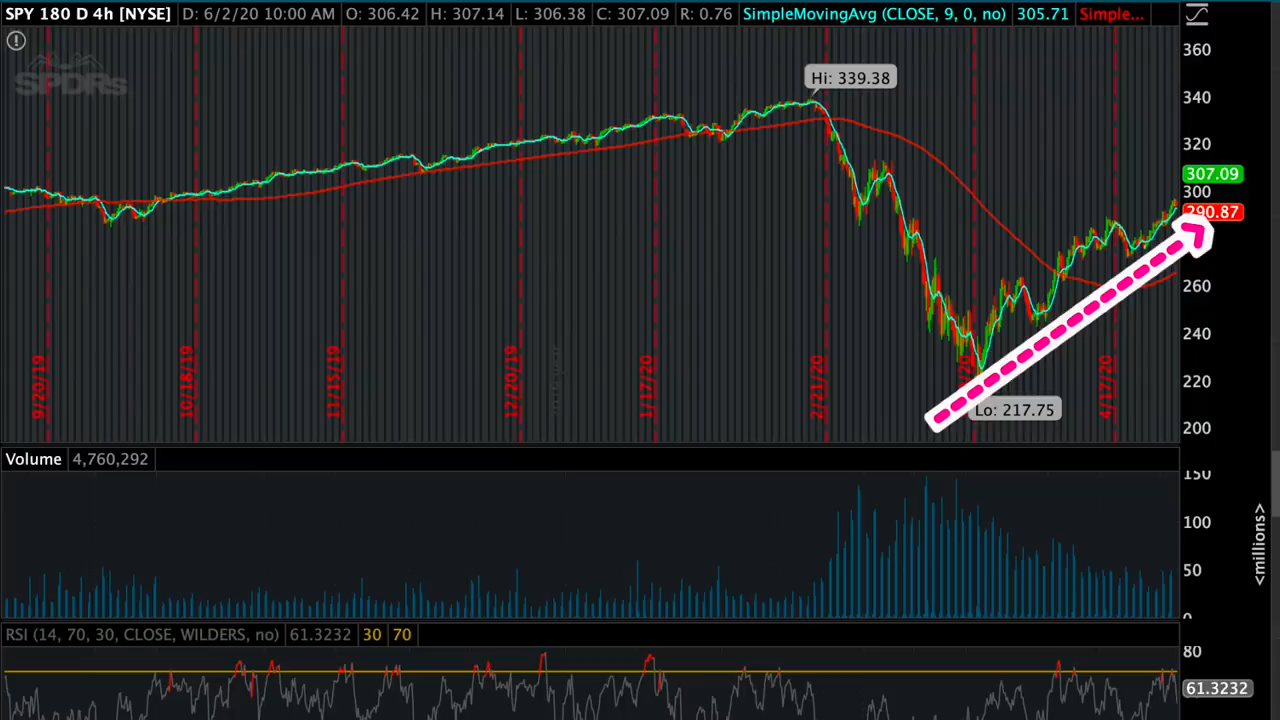 SPY 180 D 4h [NYSE] D: 6/2/20 10:00 AM O: 306.42 H: 307.14 L: 306.38 C: 307.09 R: 0.76 SimpleMovingAvg (CLOSE, 9, 0, no) 305.71 Simple...
SPDRs
360
Hi: 339.38
340
320
307.09
300
290.87
260
240
220
200
9/20/19 10/18/19 11/15/19 12/20/19 1/17/20 2/21/20 4/17/20
Lo: 217.75
Volume 4,760,292
150
100
50
0
<millions>
RSI (14, 70, 30, CLOSE, WILDERS, no) 61.3232 30 70
80
61.3232